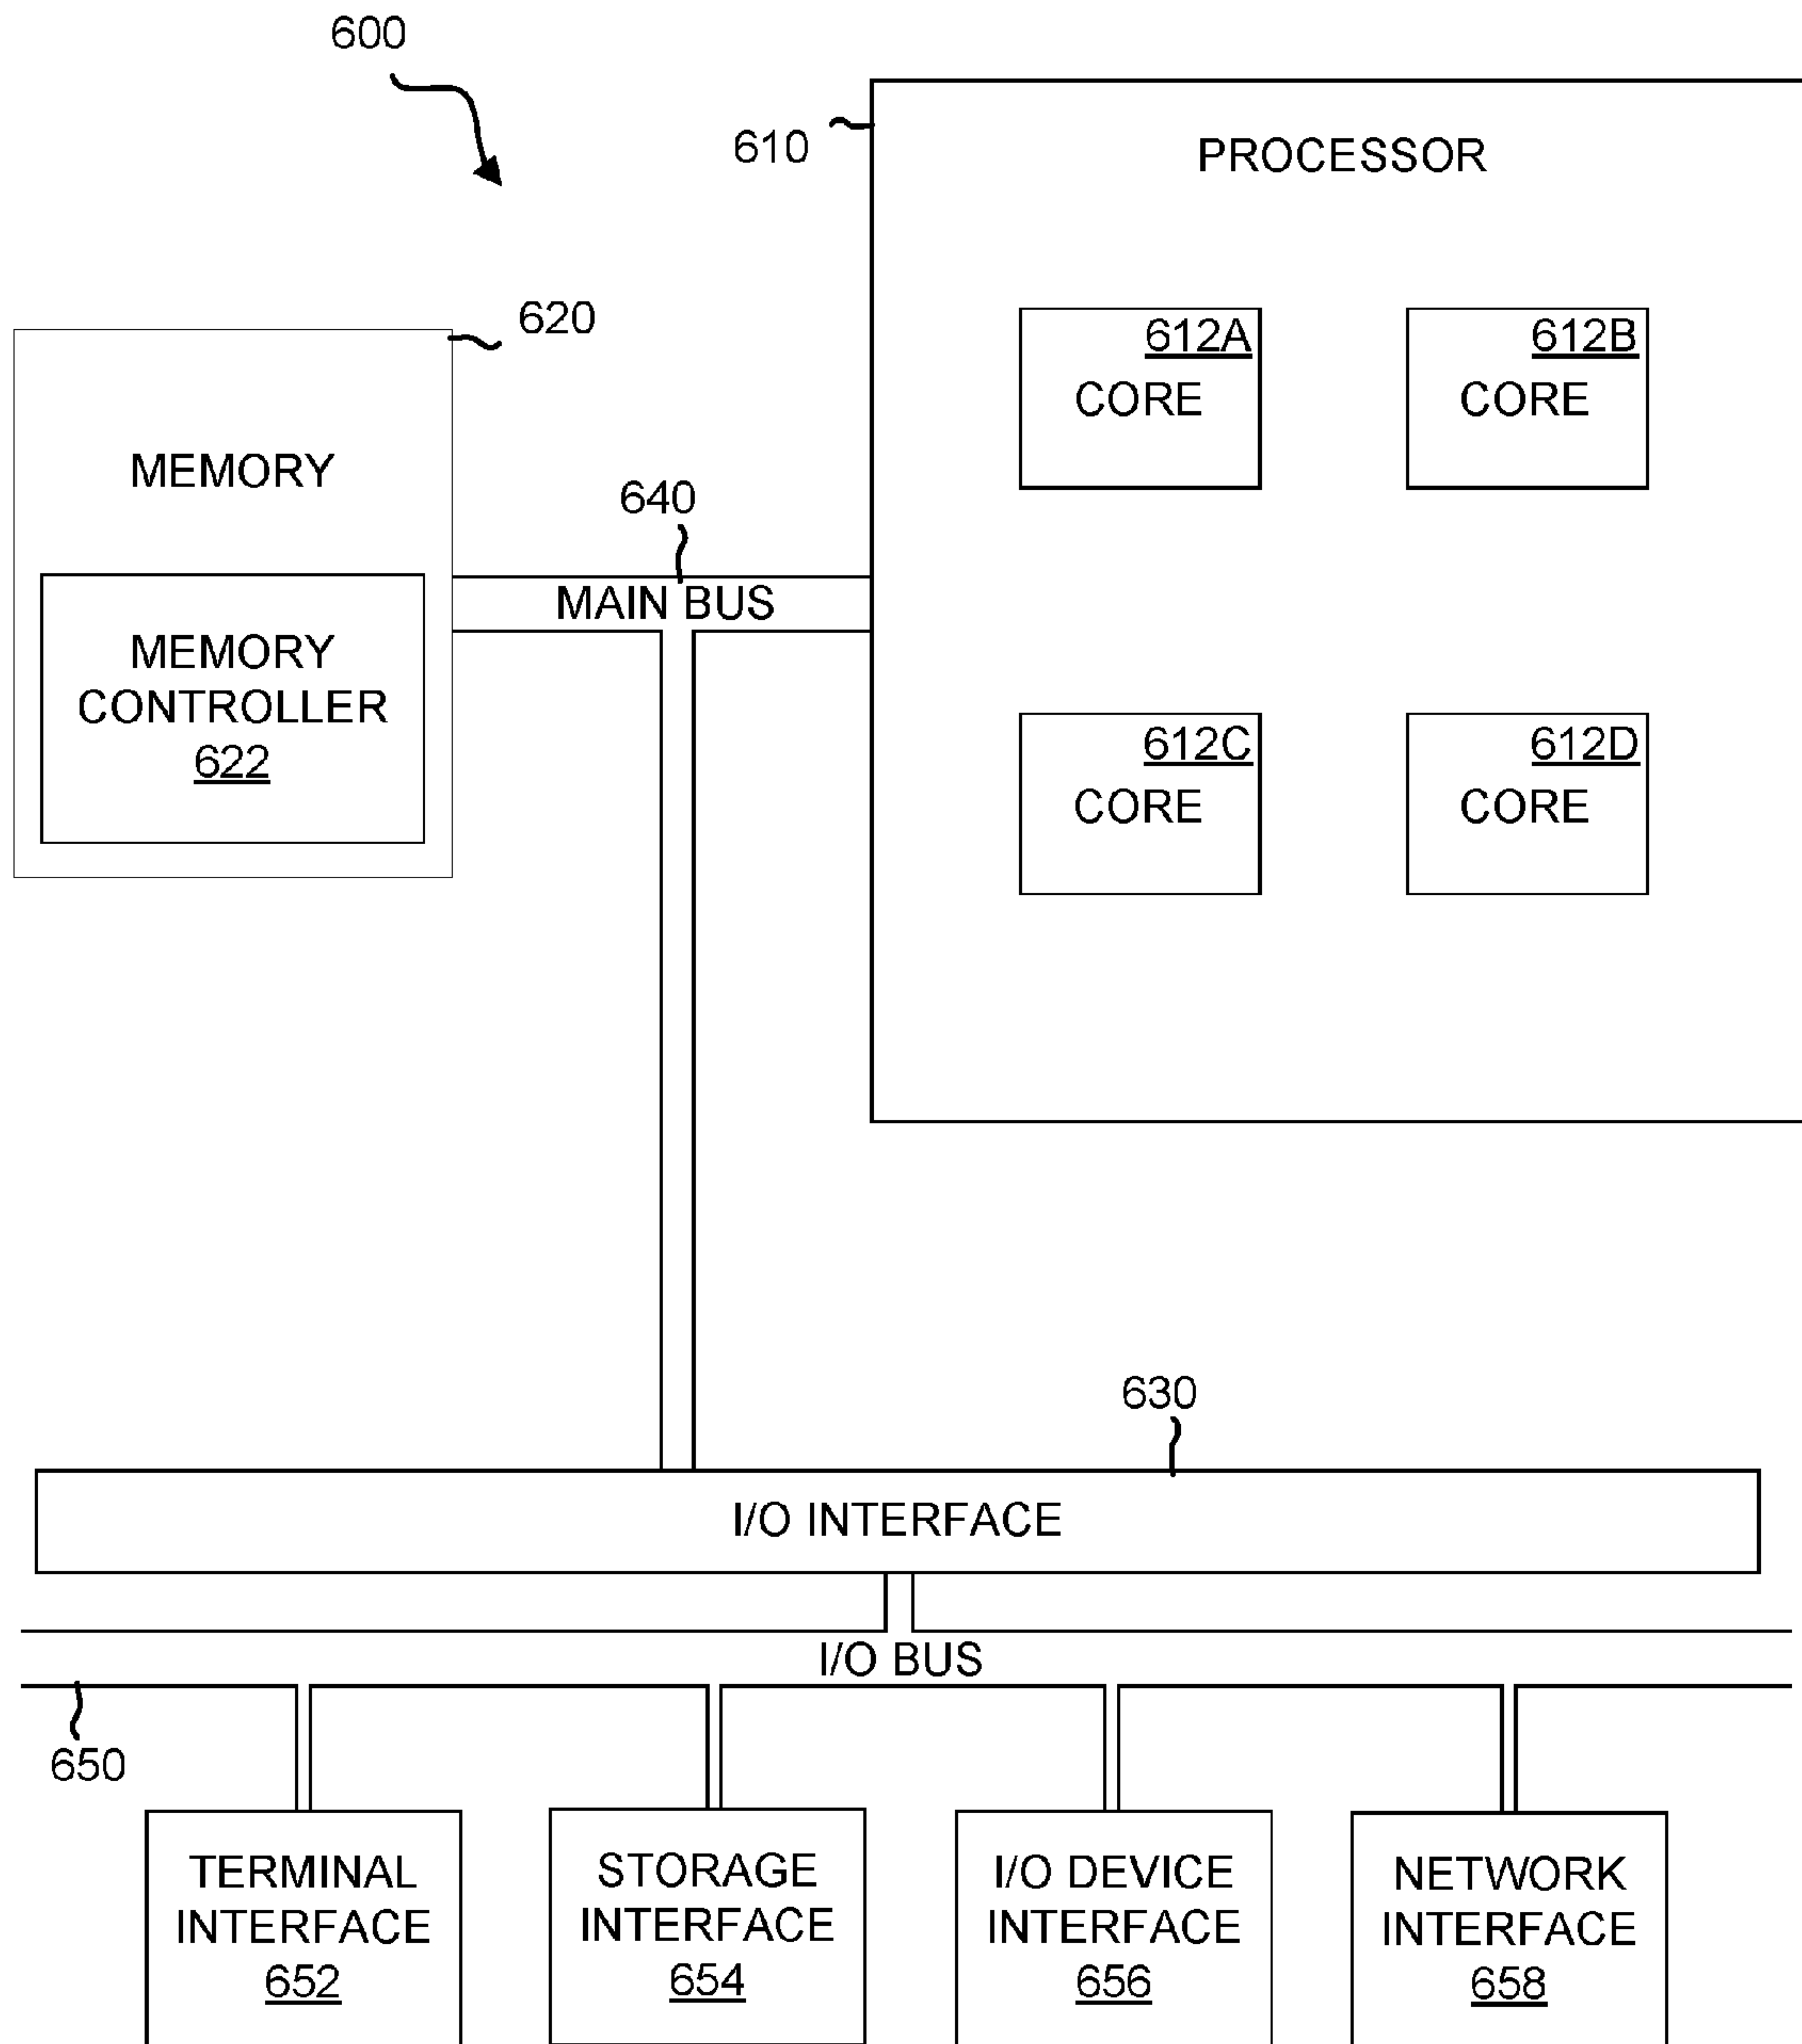 600
610
PROCESSOR
620
612A
CORE
612B
CORE
MEMORY
640
MAIN BUS
MEMORY
CONTROLLER
622
612C
CORE
612D
CORE
630
I/O INTERFACE
I/O BUS
650
TERMINAL
INTERFACE
652
STORAGE
INTERFACE
654
I/O DEVICE
INTERFACE
656
NETWORK
INTERFACE
658